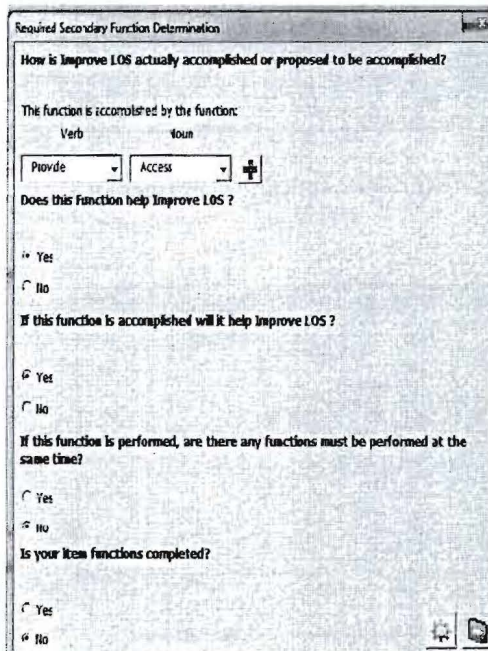 Required Secondary Function Determination
How is Improve LOS actually accomplished or proposed to be accomplished?
This function is accomplished by the function:
Verb Noun
Provide Access
Does this Function help Improve LOS ?
Yes
No
If this function is accomplished will it help Improve LOS ?
Yes
No
If this function is performed, are there any functions must be performed at the
same time?
Yes
No
Is your item functions completed?
Yes
No